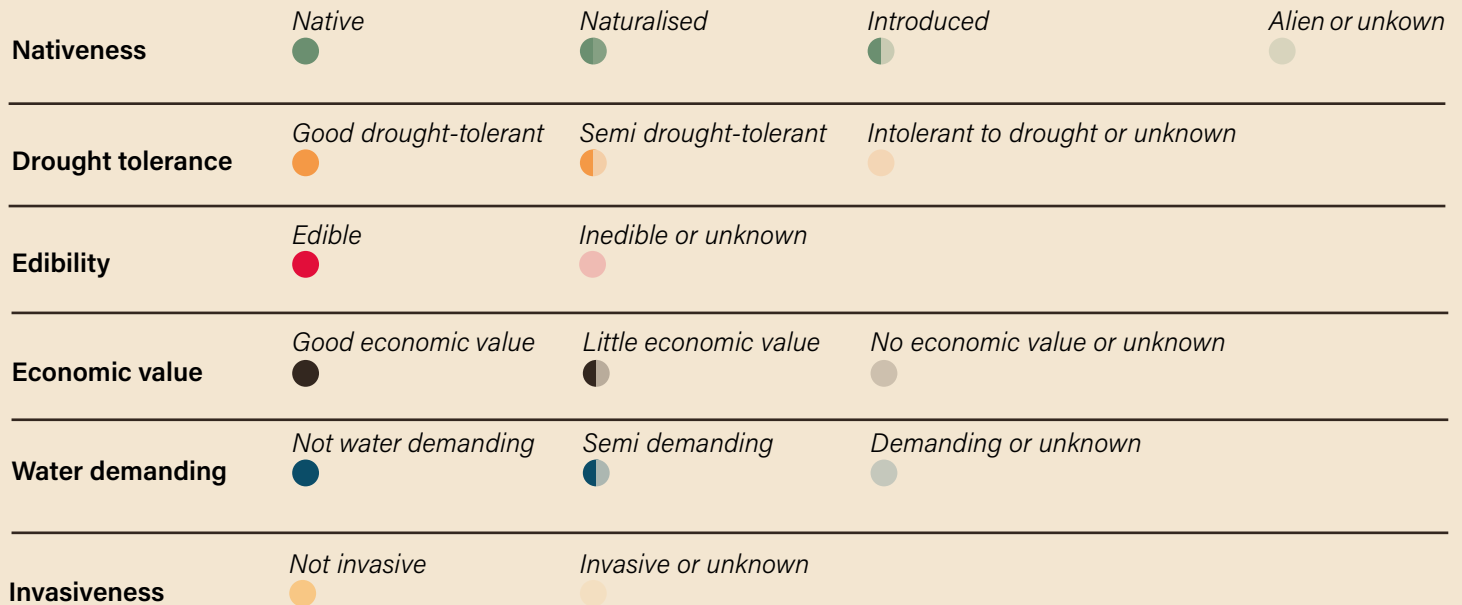 Native Naturalised Introduced Alien or unkown
Nativeness
Good drought-tolerant Semi drought-tolerant Intolerant to drought or unknown
Drought tolerance
Edible Inedible or unknown
Edibility
Good economic value Little economic value No economic value or unknown
Economic value
Not water demanding Semi demanding Demanding or unknown
Water demanding
Not invasive Invasive or unknown
Invasiveness